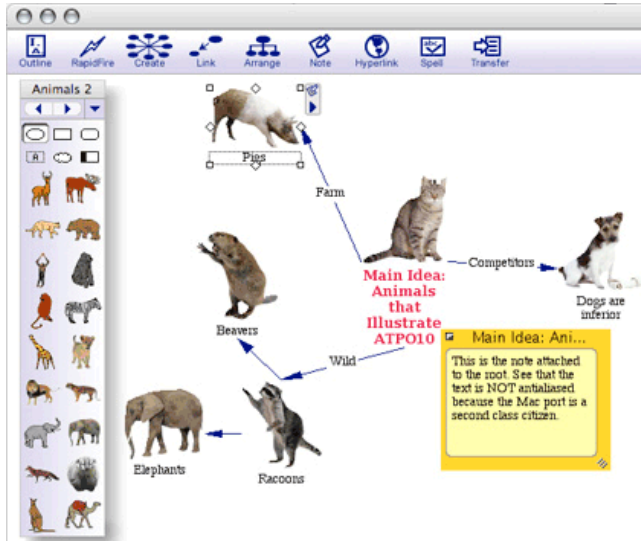 Outline RapidFire Create Link Arrange Note Hyperlink Spell Transfer
Animals 2
A
abc
Pigs
Farm
Competitors
Main Idea:
Animals
that
Illustrate
ATPO10
Dogs are
inferior
Beavers
Wild
Elephants
Racoons
Main Idea: Ani...
This is the note attached
to the root. See that the
text is NOT antialiased
because the Mac port is a
second class citizen.